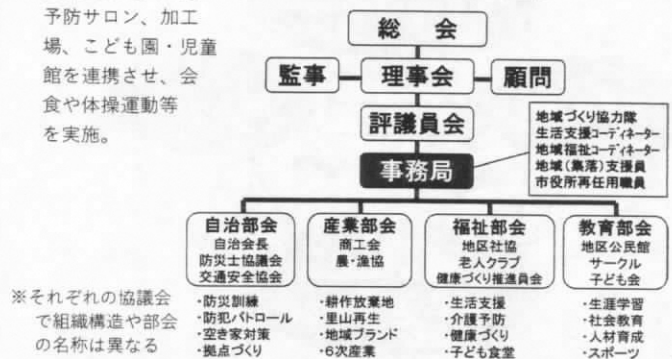 予防サロン、加工
場、こども園・児童
館を連携させ、会
食や体操運動等
を実施。
総 会
監事
理事会
顧問
評議員会
事務局
地域づくり協力隊
生活支援コーディネーター
地域福祉コーディネーター
地域(集落)支援員
市役所再任用職員
自治部会
自治会長
防災士協議会
交通安全協会
産業部会
商工会
農・漁協
福祉部会
地区社協
老人クラブ
健康づくり推進員会
教育部会
地区公民館
サークル
子ども会
・防災訓練
・防犯パトロール
・空き家対策
・拠点づくり
・耕作放棄地
・里山再生
・地域ブランド
・6次産業
・生活支援
・介護予防
・健康づくり
・子ども食堂
・生涯学習
・社会教育
・人材育成
・スポーツ
※それぞれの協議会
で組織構造や部会
の名称は異なる